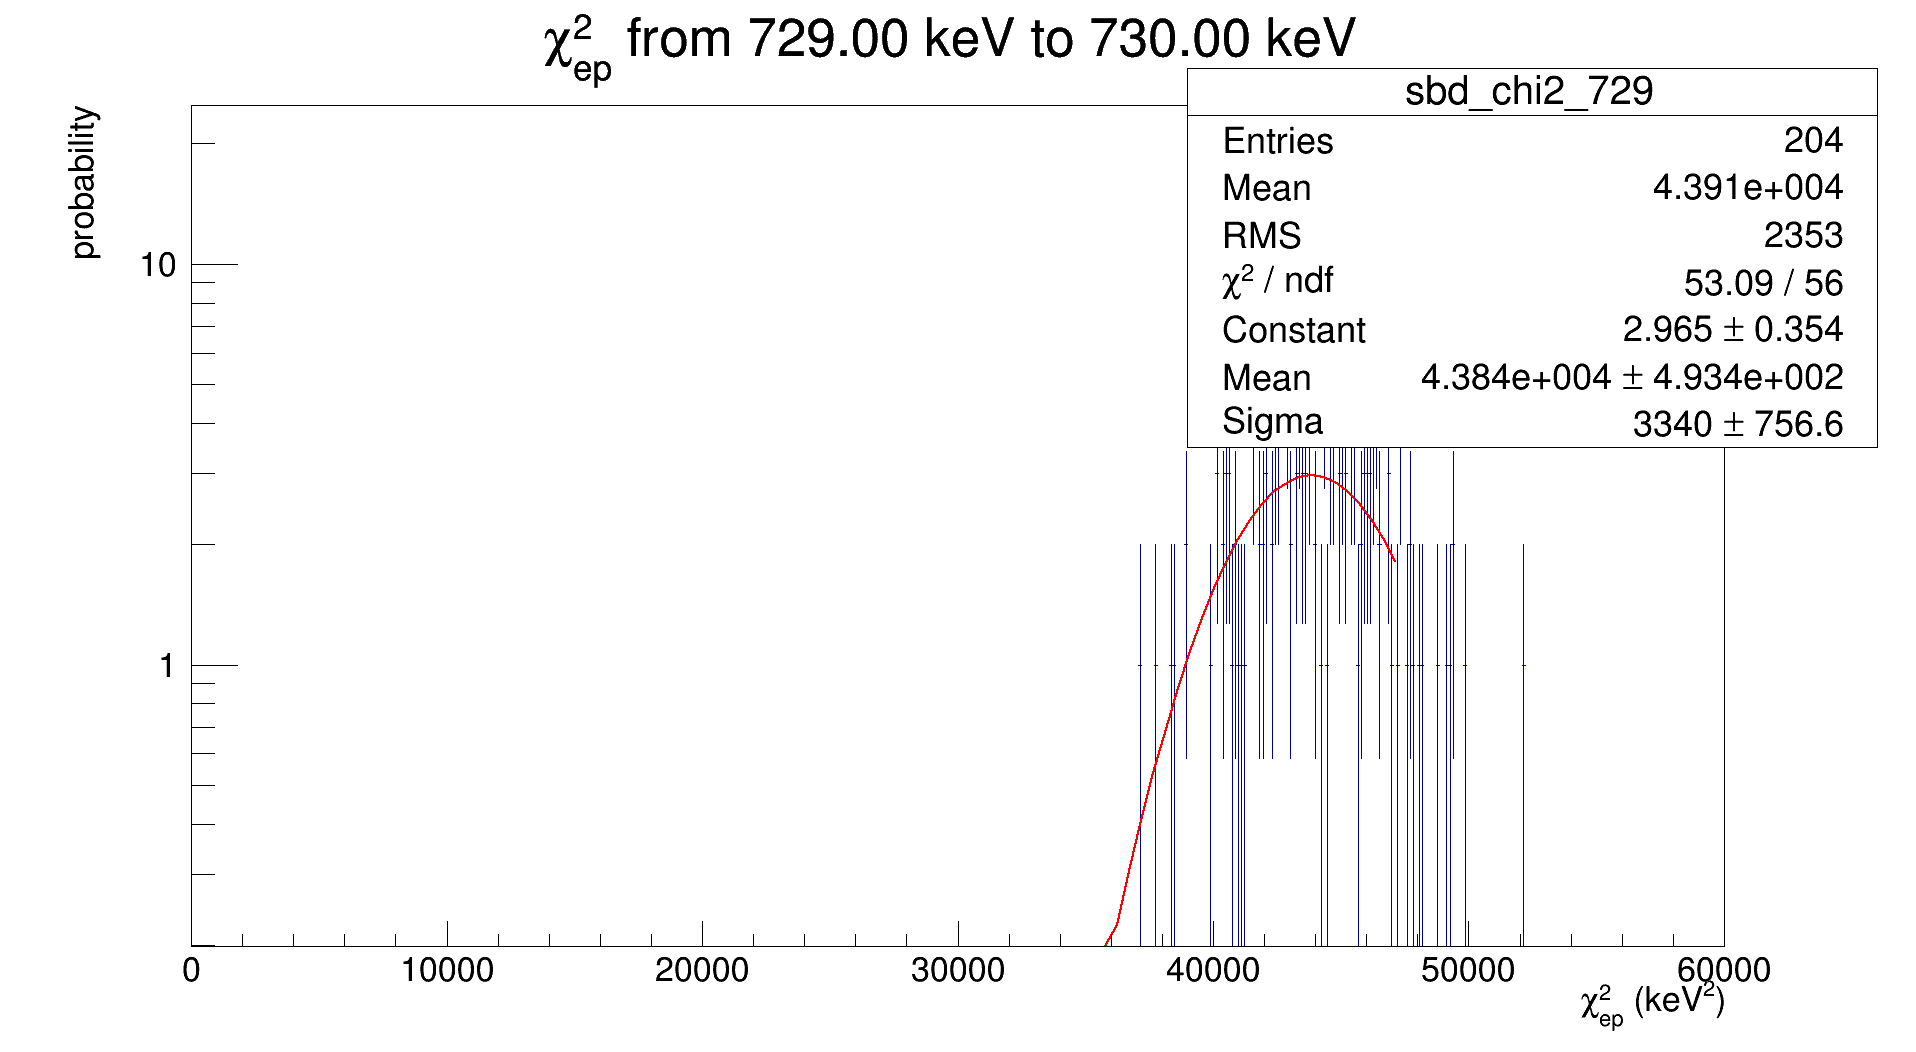 χ²ep from 729.00 keV to 730.00 keV
sbd_chi2_729
Entries 204
Mean 4.391e+004
RMS 2353
χ² / ndf 53.09 / 56
Constant 2.965 ± 0.354
Mean 4.384e+004 ± 4.934e+002
Sigma 3340 ± 756.6
probability
10
1
0 10000 20000 30000 40000 50000 60000
χ²ep (keV²)